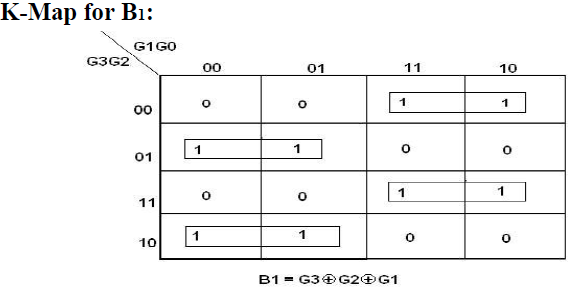 K-Map for B1:
G1G0
G3G2
00 01 11 10
00 0 0 1 1
01 1 1 0 0
11 0 0 1 1
10 1 1 0 0
B1 = G3⊕G2⊕G1